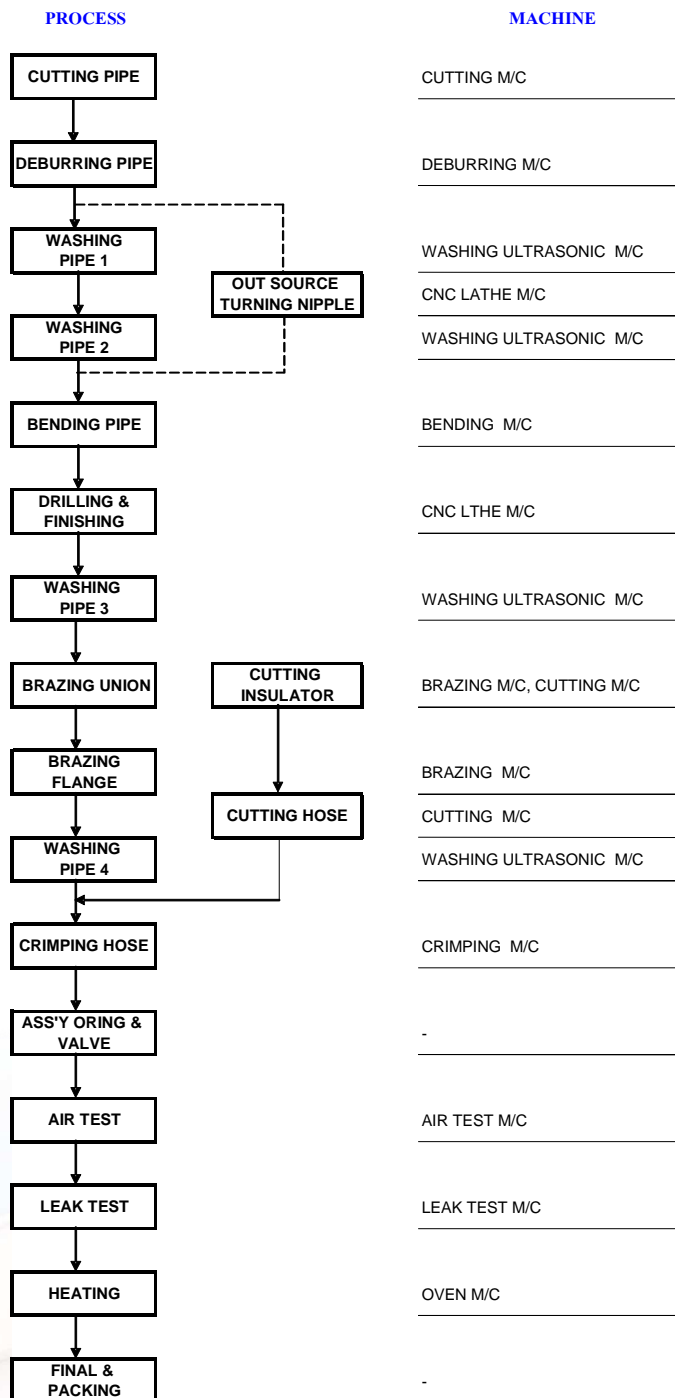 PROCESS MACHINE
CUTTING PIPE CUTTING M/C
DEBURRING PIPE DEBURRING M/C
WASHING
PIPE 1
WASHING ULTRASONIC M/C
OUT SOURCE
TURNING NIPPLE
CNC LATHE M/C
WASHING
PIPE 2
WASHING ULTRASONIC M/C
BENDING PIPE BENDING M/C
DRILLING &
FINISHING
CNC LTHE M/C
WASHING
PIPE 3
WASHING ULTRASONIC M/C
BRAZING UNION
CUTTING
INSULATOR
BRAZING M/C, CUTTING M/C
BRAZING
FLANGE
BRAZING M/C
CUTTING HOSE CUTTING M/C
WASHING
PIPE 4
WASHING ULTRASONIC M/C
CRIMPING HOSE CRIMPING M/C
ASS'Y ORING &
VALVE
-
AIR TEST AIR TEST M/C
LEAK TEST LEAK TEST M/C
HEATING OVEN M/C
FINAL &
PACKING
-